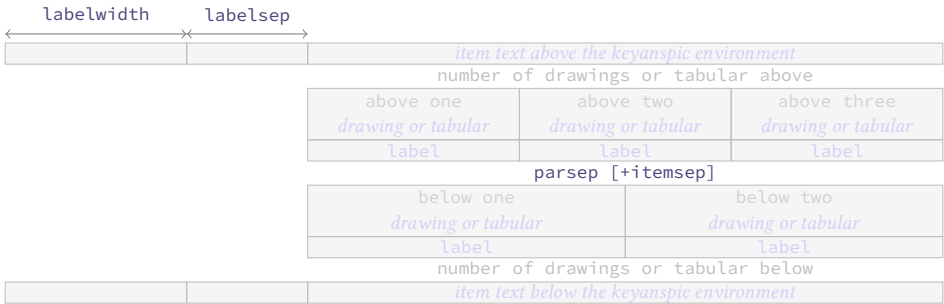 labelwidth labelsep
item text above the keyanspic environment
number of drawings or tabular above
above one above two above three
drawing or tabular drawing or tabular drawing or tabular
label label label
parsep [+itemsep]
below one below two
drawing or tabular drawing or tabular
label label
number of drawings or tabular below
item text below the keyanspic environment